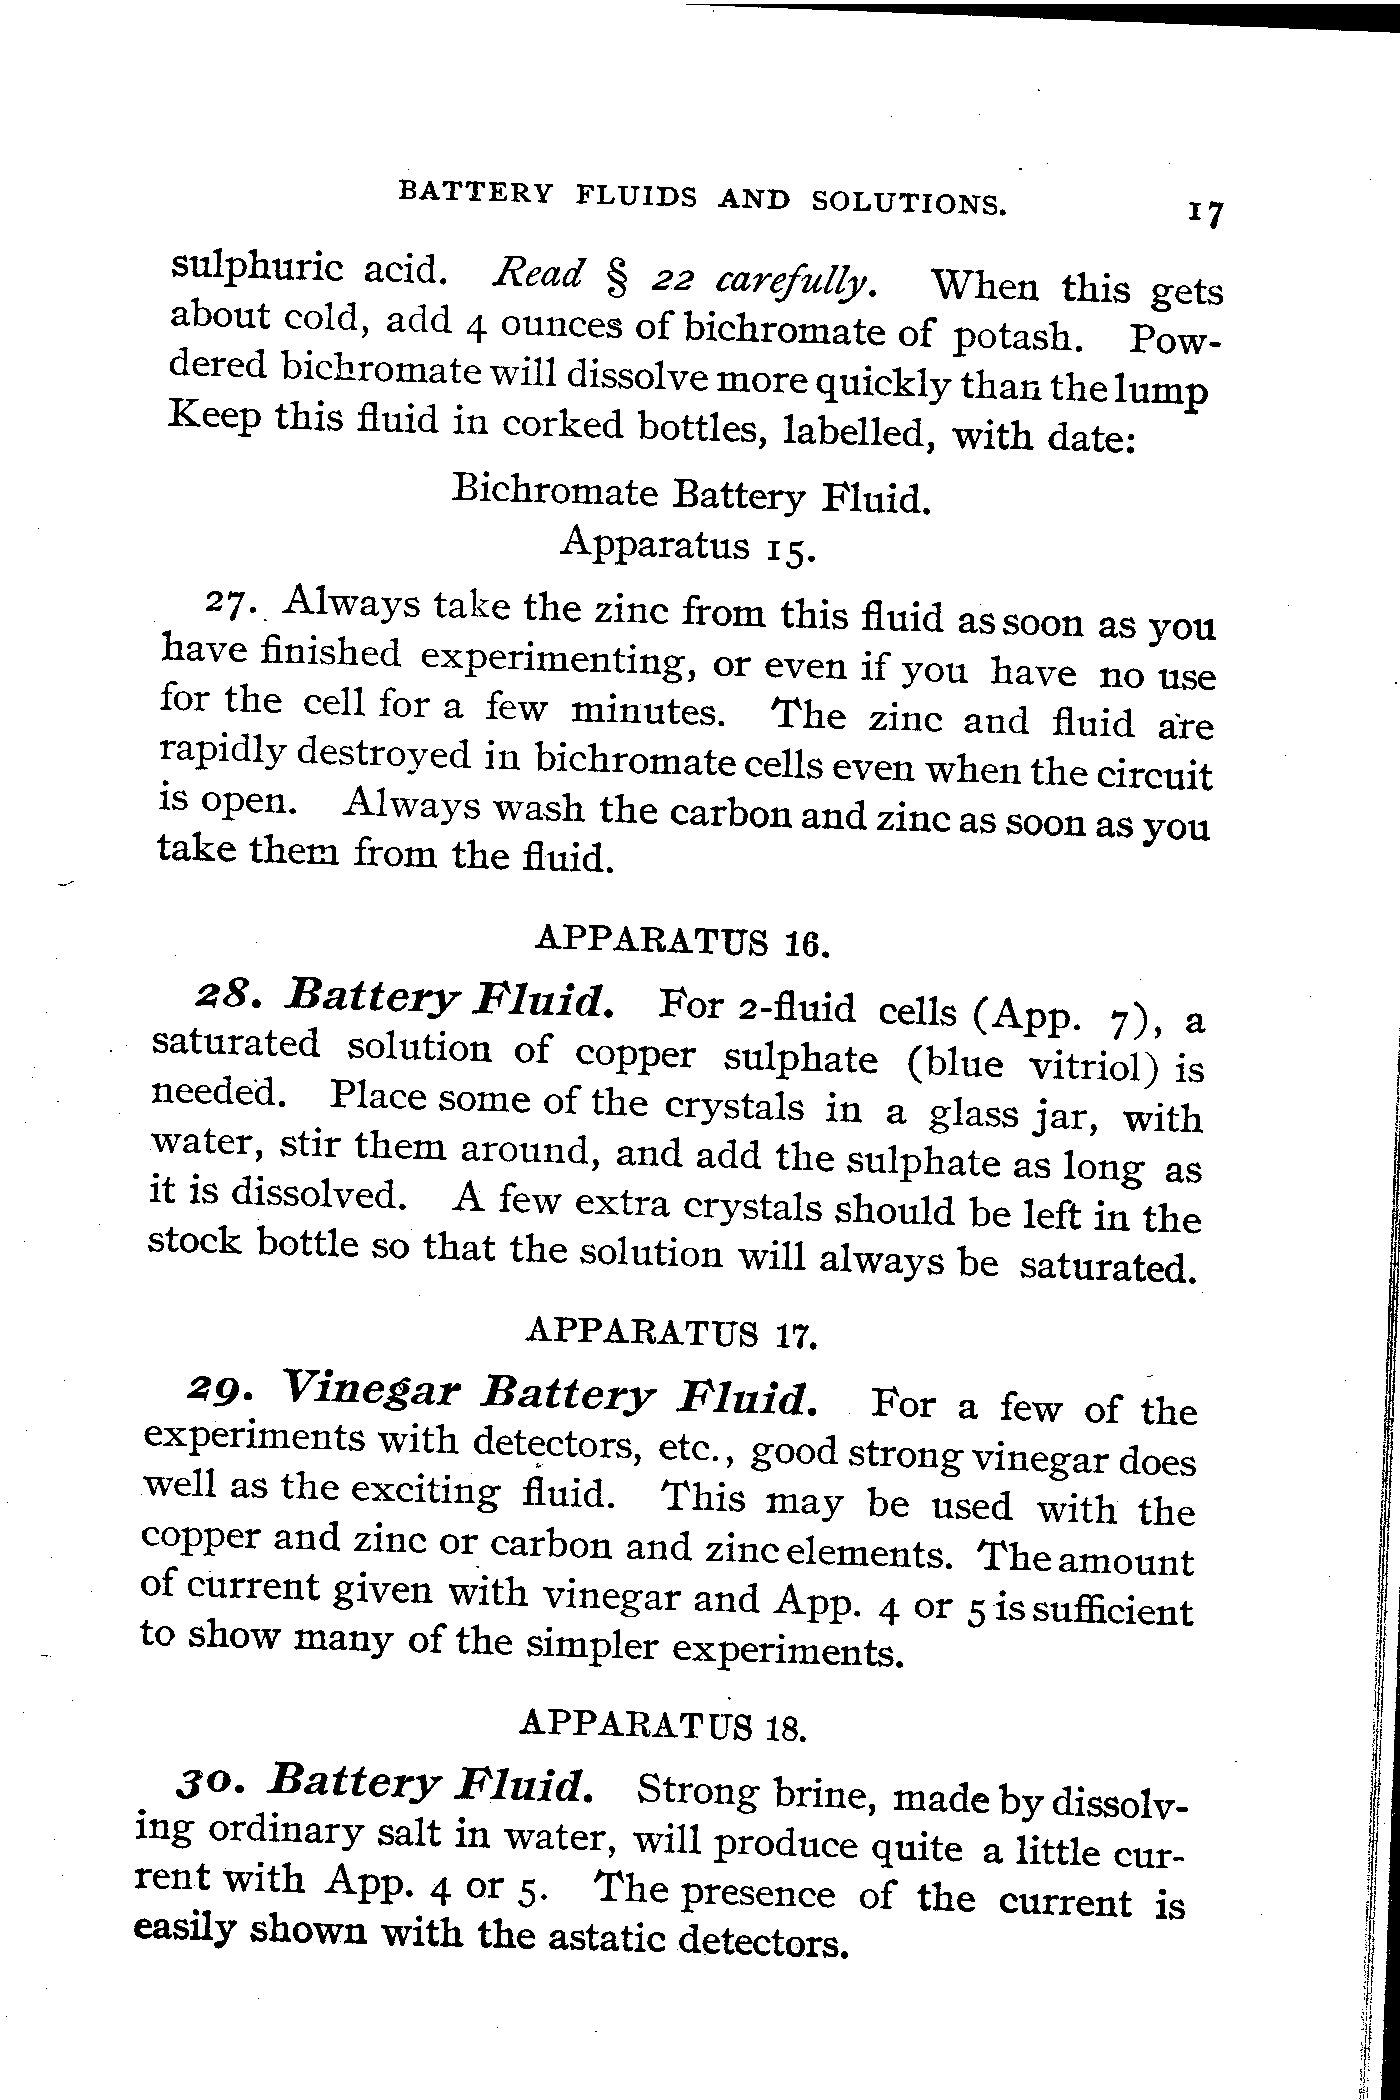 BATTERY FLUIDS AND SOLUTIONS. 17
sulphuric acid. Read § 22 carefully. When this gets
about cold, add 4 ounces of bichromate of potash. Pow-
dered bichromate will dissolve more quickly than the lump
Keep this fluid in corked bottles, labelled, with date:
Bichromate Battery Fluid.
Apparatus 15.
27. Always take the zinc from this fluid as soon as you
have finished experimenting, or even if you have no use
for the cell for a few minutes. The zinc and fluid are
rapidly destroyed in bichromate cells even when the circuit
is open. Always wash the carbon and zinc as soon as you
take them from the fluid.
APPARATUS 16.
28. Battery Fluid. For 2-fluid cells (App. 7), a
saturated solution of copper sulphate (blue vitriol) is
needed. Place some of the crystals in a glass jar, with
water, stir them around, and add the sulphate as long as
it is dissolved. A few extra crystals should be left in the
stock bottle so that the solution will always be saturated.
APPARATUS 17.
29. Vinegar Battery Fluid. For a few of the
experiments with detectors, etc., good strong vinegar does
well as the exciting fluid. This may be used with the
copper and zinc or carbon and zinc elements. The amount
of current given with vinegar and App. 4 or 5 is sufficient
to show many of the simpler experiments.
APPARATUS 18.
30. Battery Fluid. Strong brine, made by dissolv-
ing ordinary salt in water, will produce quite a little cur-
rent with App. 4 or 5. The presence of the current is
easily shown with the astatic detectors.